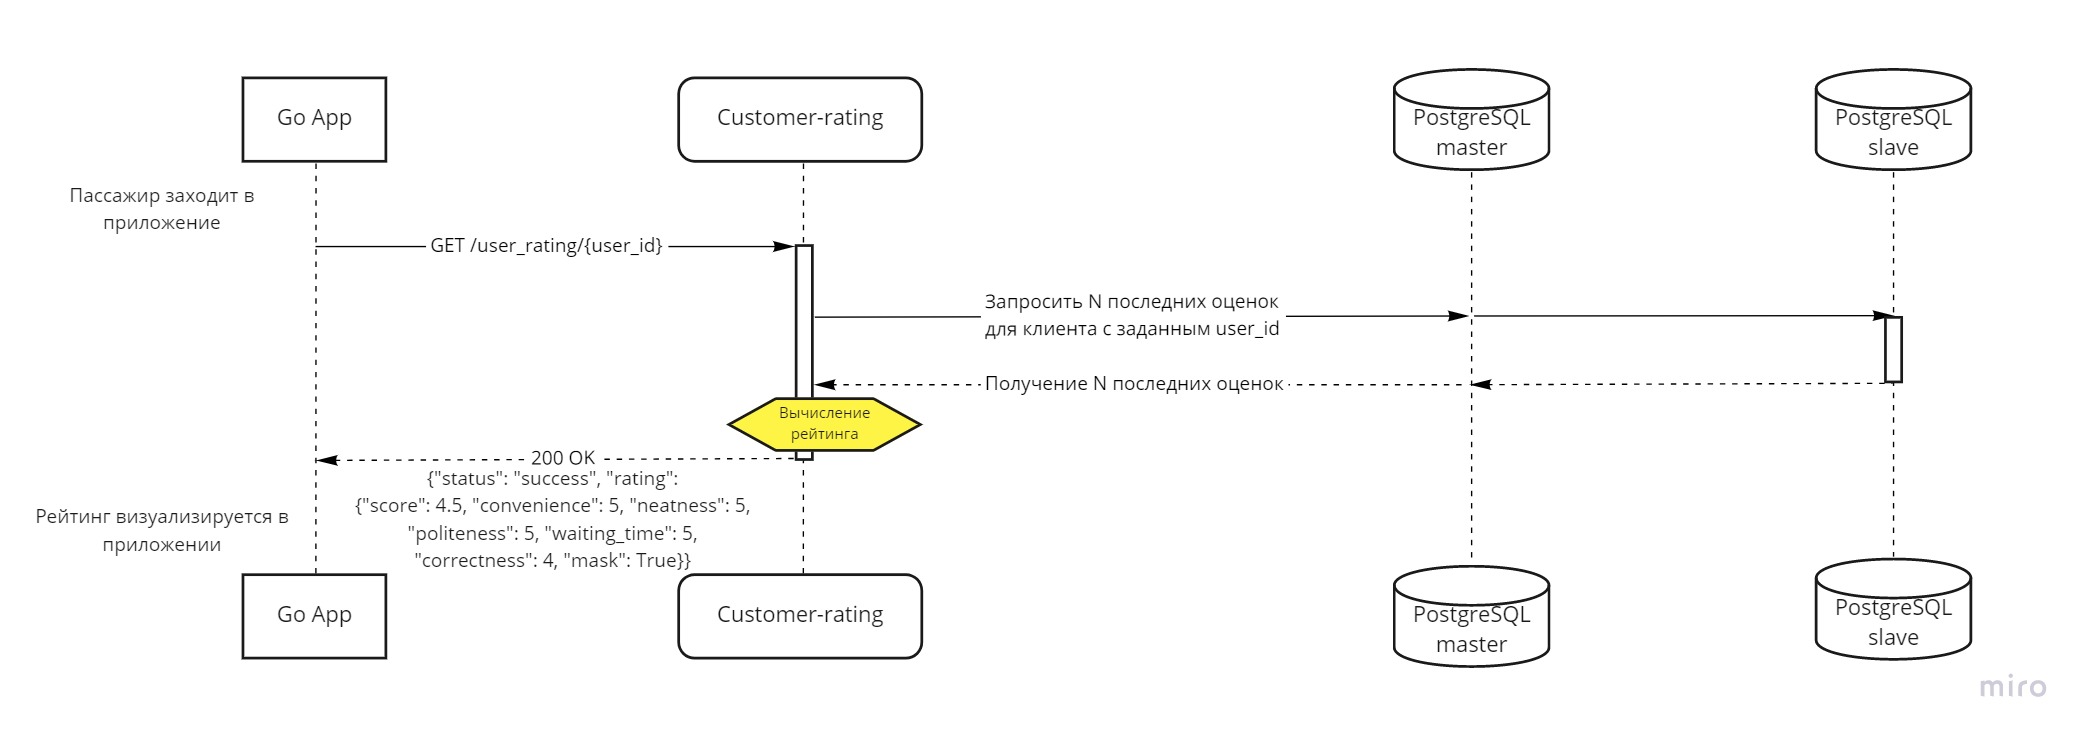 Go App
Customer-rating
PostgreSQL
master
PostgreSQL
slave
Пассажир заходит в
приложение
GET /user_rating/{user_id}
Запросить N последних оценок
для клиента с заданным user_id
Получение N последних оценок
Вычисление
рейтинга
200 OK
{"status": "success", "rating":
{"score": 4.5, "convenience": 5, "neatness": 5,
"politeness": 5, "waiting_time": 5,
"correctness": 4, "mask": True}}
Рейтинг визуализируется в
приложении
Go App
Customer-rating
PostgreSQL
master
PostgreSQL
slave
miro